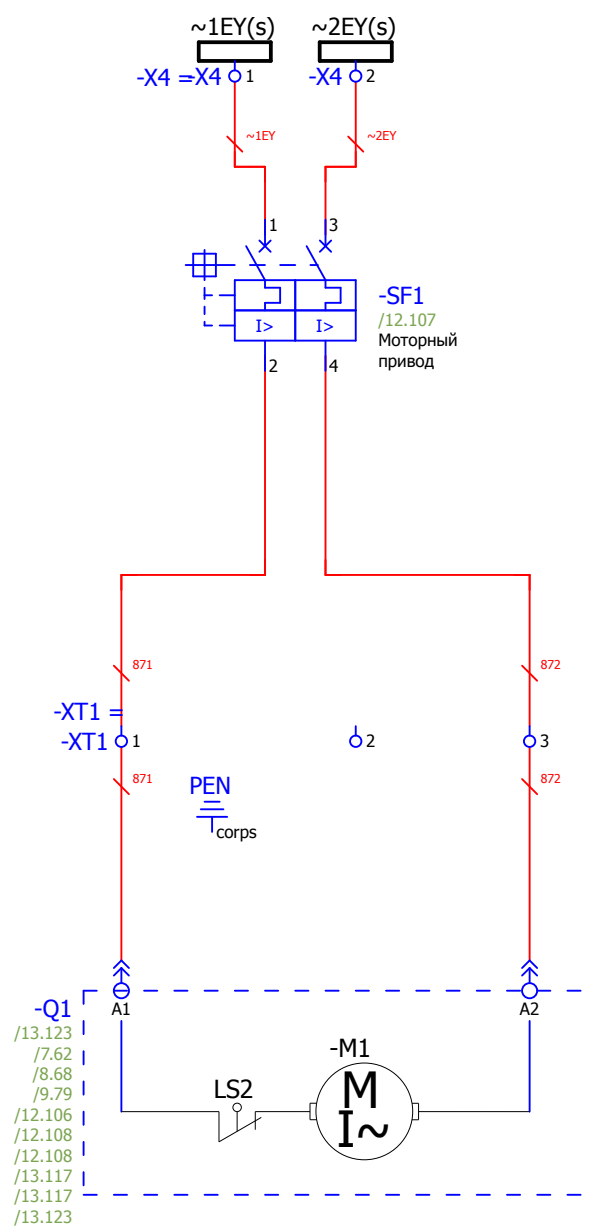 ~1EY(s)
~2EY(s)
-X4 =
-X4
1
-X4
2
~1EY
~2EY
1
3
-SF1
/12.107
I>
I>
Моторный
привод
2
4
871
872
-XT1 =
-XT1
1
2
3
871
872
PEN
corps
A1
A2
-Q1
/13.123
/7.62
/8.68
/9.79
/12.106
/12.108
/12.108
/13.117
/13.117
/13.123
-M1
LS2
M
I~